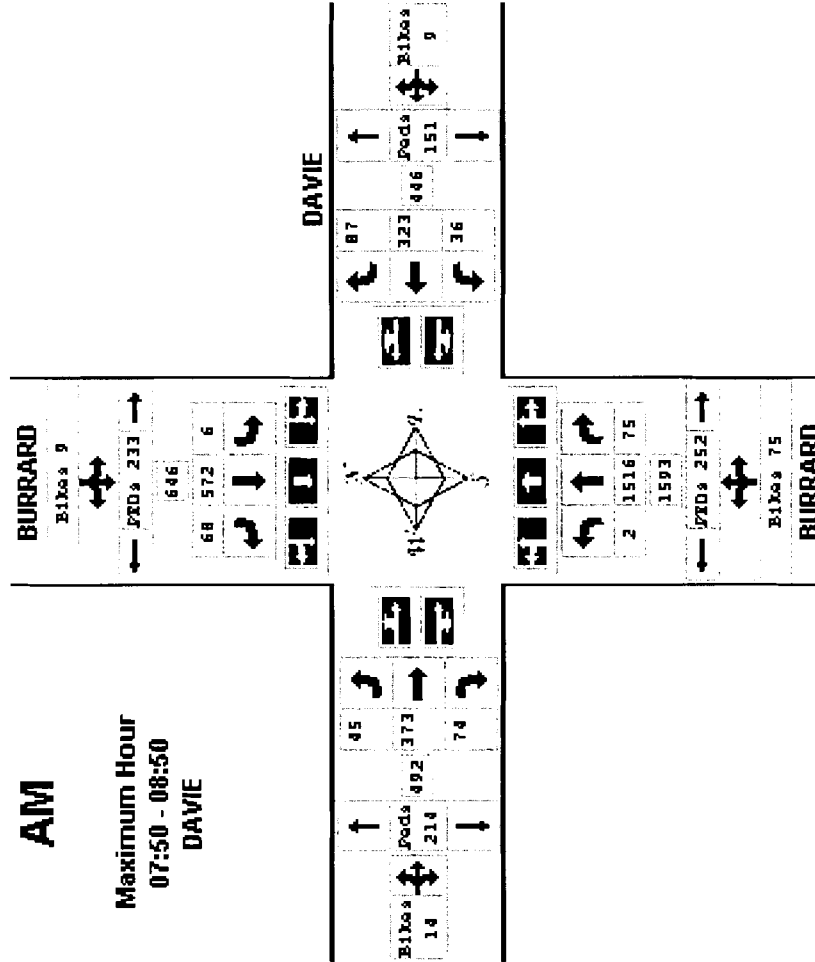 AM
Maximum Hour
07:50 - 08:50
DAVIE
BURRARD
Bikes 9
PEDs 233
646
68 572 6
DAVIE
Bikes
14
Peds
214
492
45
373
74
87
323
36
446
Peds
151
Bikes
9
N
S
2 1516 75
1593
PEDs 252
Bikes 75
BURRARD